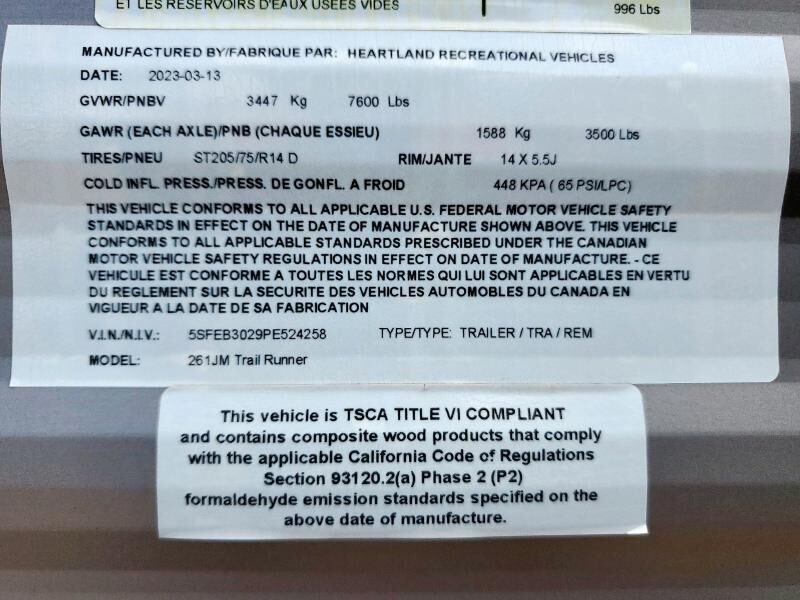 ET LES RESERVOIRS D'EAUX USEES VIDES
996 Lbs
MANUFACTURED BY/FABRIQUE PAR: HEARTLAND RECREATIONAL VEHICLES
DATE: 2023-03-13
GVWR/PNBV 3447 Kg 7600 Lbs
GAWR (EACH AXLE)/PNB (CHAQUE ESSIEU) 1588 Kg 3500 Lbs
TIRES/PNEU ST205/75/R14 D RIM/JANTE 14 X 5.5J
COLD INFL. PRESS./PRESS. DE GONFL. A FROID 448 KPA ( 65 PSI/LPC)
THIS VEHICLE CONFORMS TO ALL APPLICABLE U.S. FEDERAL MOTOR VEHICLE SAFETY
STANDARDS IN EFFECT ON THE DATE OF MANUFACTURE SHOWN ABOVE. THIS VEHICLE
CONFORMS TO ALL APPLICABLE STANDARDS PRESCRIBED UNDER THE CANADIAN
MOTOR VEHICLE SAFETY REGULATIONS IN EFFECT ON DATE OF MANUFACTURE. - CE
VEHICULE EST CONFORME A TOUTES LES NORMES QUI LUI SONT APPLICABLES EN VERTU
DU REGLEMENT SUR LA SECURITE DES VEHICLES AUTOMOBLES DU CANADA EN
VIGUEUR A LA DATE DE SA FABRICATION
V.I.N./N.I.V.: 5SFEB3029PE524258 TYPE/TYPE: TRAILER / TRA / REM
MODEL: 261JM Trail Runner
This vehicle is TSCA TITLE VI COMPLIANT
and contains composite wood products that comply
with the applicable California Code of Regulations
Section 93120.2(a) Phase 2 (P2)
formaldehyde emission standards specified on the
above date of manufacture.